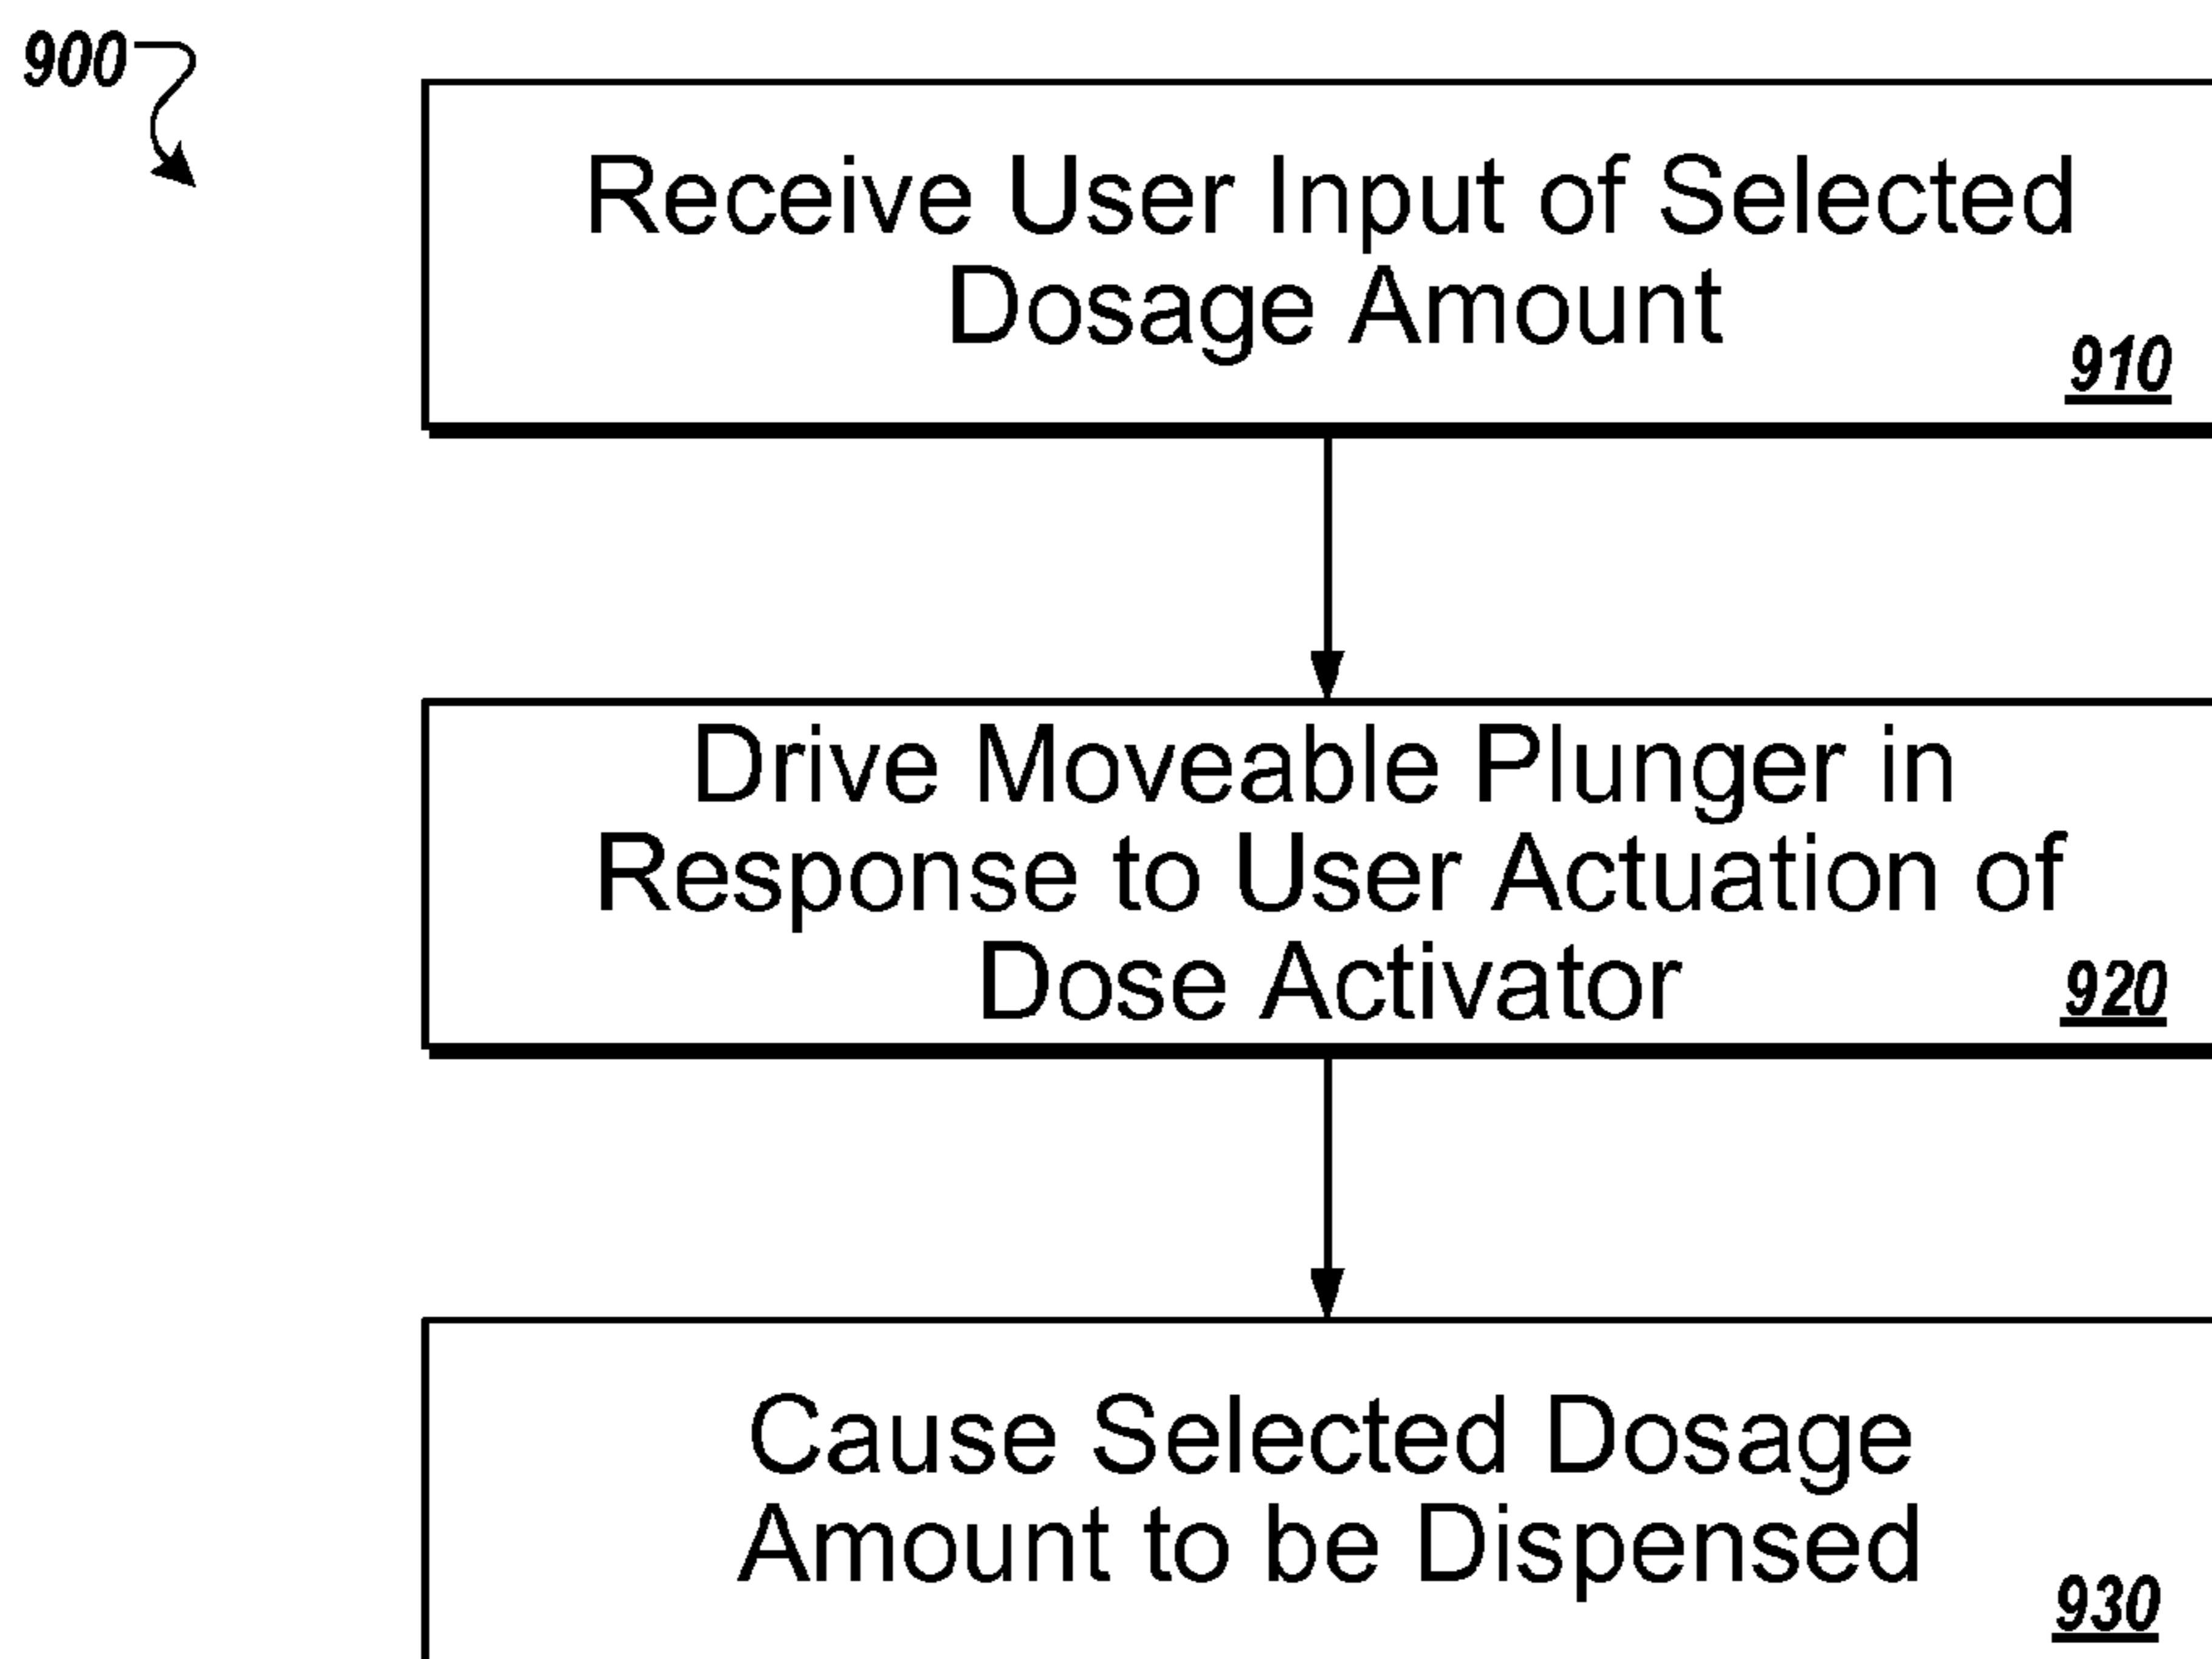 900
Receive User Input of Selected
Dosage Amount
910
Drive Moveable Plunger in
Response to User Actuation of
Dose Activator
920
Cause Selected Dosage
Amount to be Dispensed
930